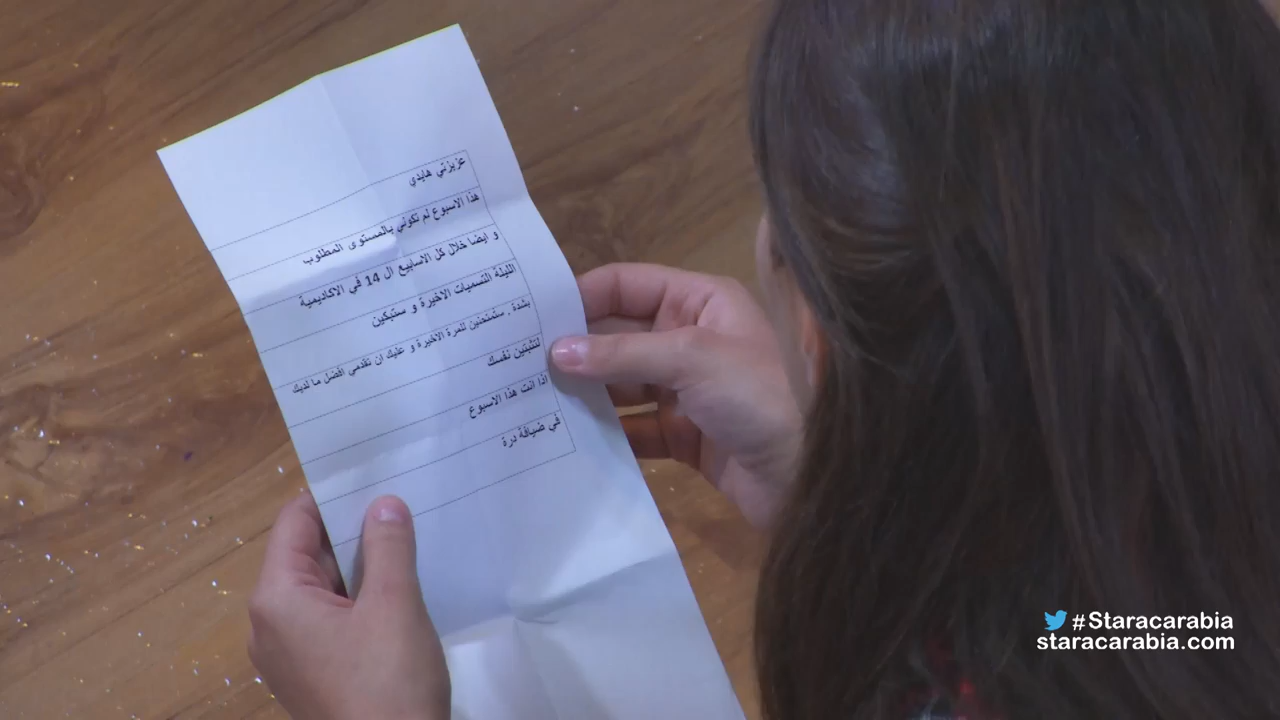 عزيزتي هايدي
هذا الاسبوع لم تكوني بالمستوى المطلوب
و ايضا خلال كل الاسابيع ال 14 في الاكاديمية
الليلة التسميات الاخيرة و ستبكين
بشدة . ستمتحنين للمرة الاخيرة و عليك ان تقدمي افضل ما لديك
لتثبتين نفسك
اذا انت هذا الاسبوع
في ضيافة درة
#Staracarabia
staracarabia.com